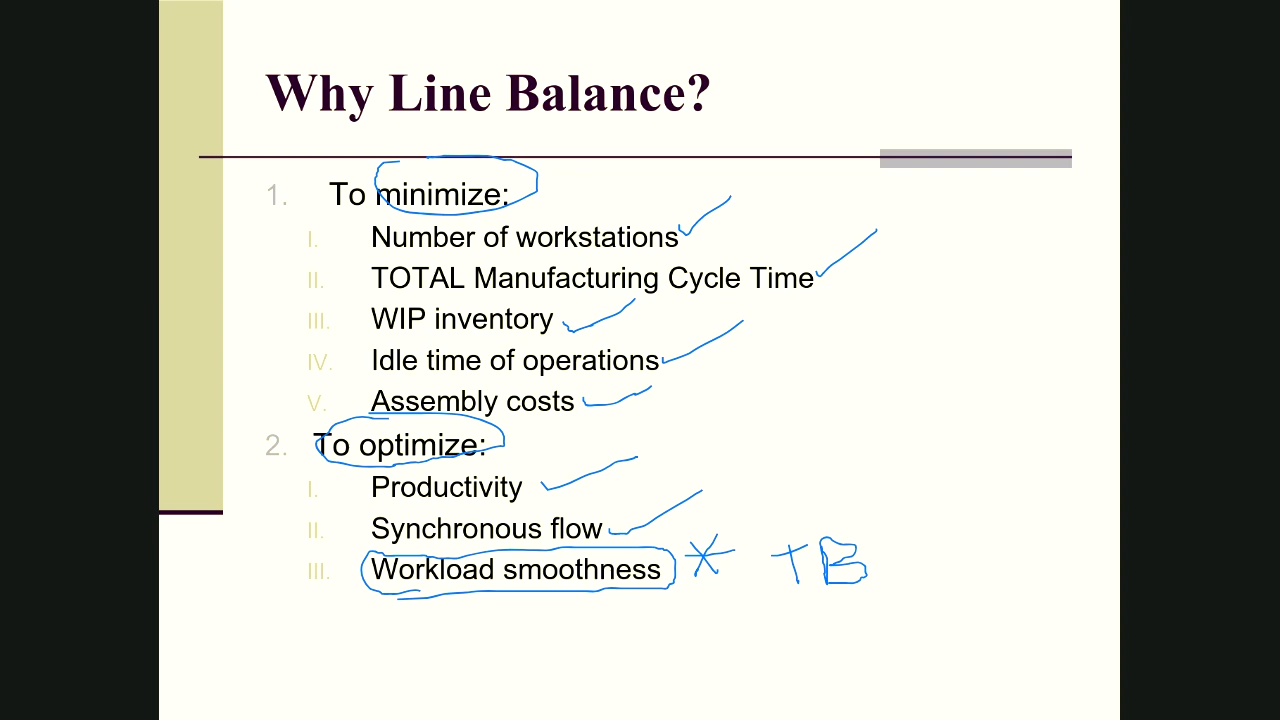 Why Line Balance?
1. To minimize:
I. Number of workstations
II. TOTAL Manufacturing Cycle Time
III. WIP inventory
IV. Idle time of operations
V. Assembly costs
2. To optimize:
I. Productivity
II. Synchronous flow
III. Workload smoothness * TB